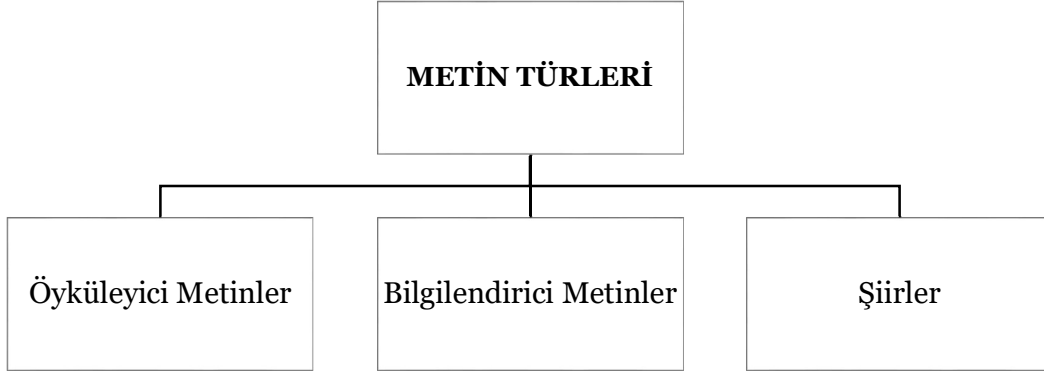 METİN TÜRLERİ
Öyküleyici Metinler
Bilgilendirici Metinler
Şiirler